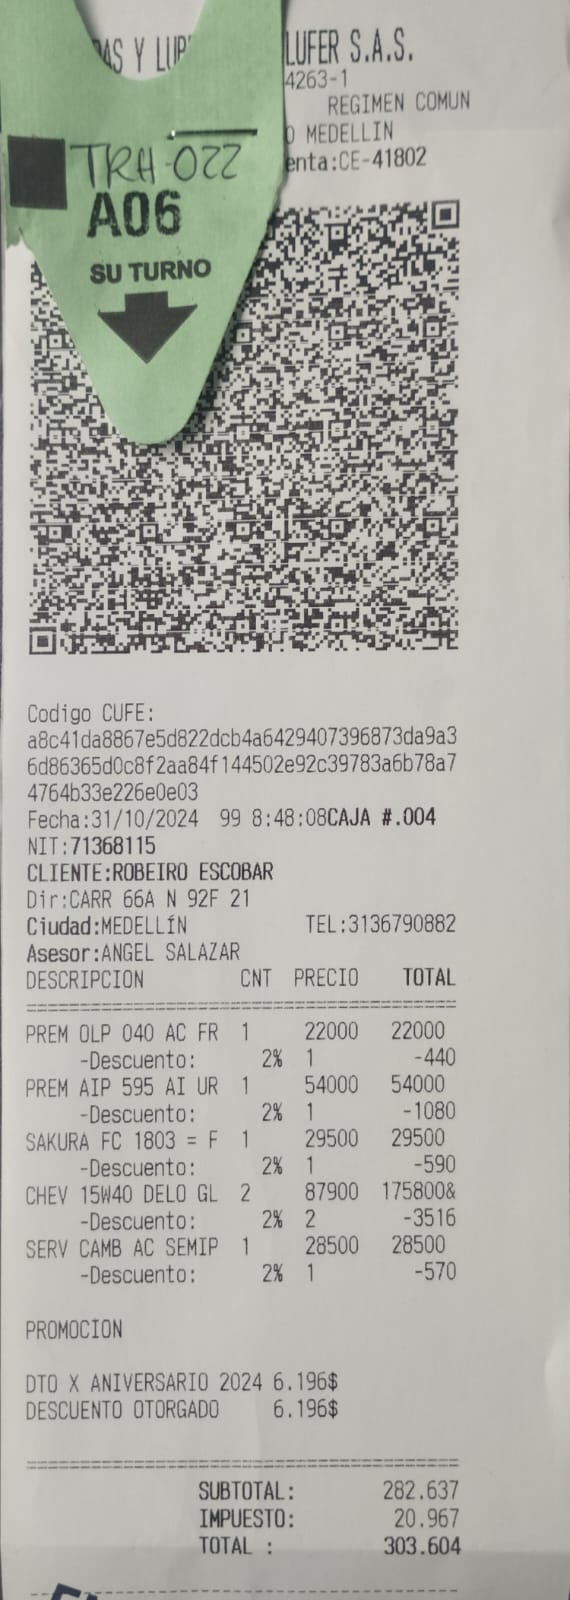 LUFER S.A.S.
4263-1
REGIMEN COMUN
MEDELLIN
enta:CE-41802
TRH-022
A06
SU TURNO
Codigo CUFE:
a8c41da8867e5d822dcb4a6429407396873da9a3
6d86365d0c8f2aa84f144502e92c39783a6b78a7
4764b33e226e0e03
Fecha:31/10/2024 99 8:48:08CAJA #.004
NIT:71368115
CLIENTE:ROBEIRO ESCOBAR
Dir:CARR 66A N 92F 21
Ciudad:MEDELLÍN TEL:3136790882
Asesor:ANGEL SALAZAR
DESCRIPCION CNT PRECIO TOTAL
PREM OLP 040 AC FR 1 22000 22000
-Descuento: 2% 1 -440
PREM AIP 595 AI UR 1 54000 54000
-Descuento: 2% 1 -1080
SAKURA FC 1803 = F 1 29500 29500
-Descuento: 2% 1 -590
CHEV 15W40 DELO GL 2 87900 175800&
-Descuento: 2% 2 -3516
SERV CAMB AC SEMIP 1 28500 28500
-Descuento: 2% 1 -570
PROMOCION
DTO X ANIVERSARIO 2024 6.196$
DESCUENTO OTORGADO 6.196$
SUBTOTAL: 282.637
IMPUESTO: 20.967
TOTAL : 303.604